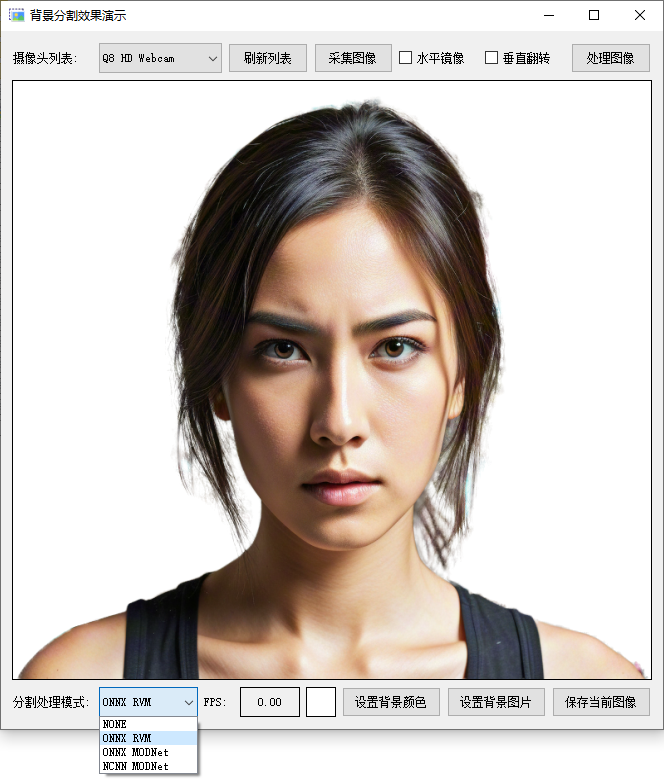 背景分割效果演示
摄像头列表: Q8 HD Webcam 刷新列表 采集图像 水平镜像 垂直翻转 处理图像
分割处理模式: ONNX RVM FPS: 0.00 设置背景颜色 设置背景图片 保存当前图像
NONE
ONNX RVM
ONNX MODNet
NCNN MODNet